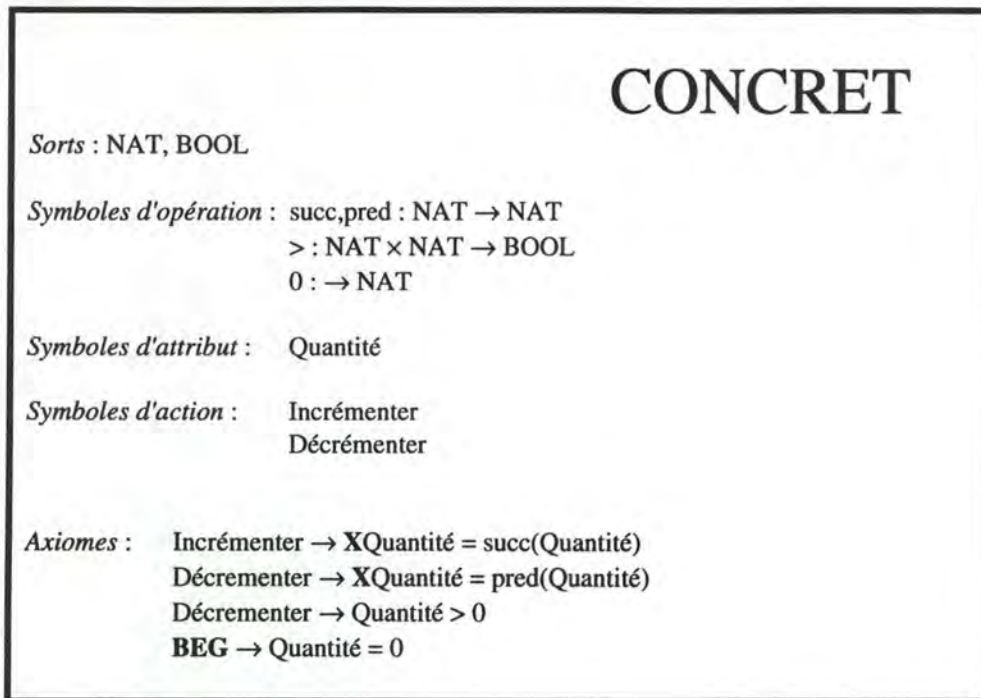 CONCRET
Sorts : NAT, BOOL
Symboles d'opération : succ,pred : NAT → NAT
> : NAT × NAT → BOOL
0 : → NAT
Symboles d'attribut : Quantité
Symboles d'action : Incrémenter
Décrémenter
Axiomes : Incrémenter → XQuantité = succ(Quantité)
Décrementer → XQuantité = pred(Quantité)
Décrementer → Quantité > 0
BEG → Quantité = 0